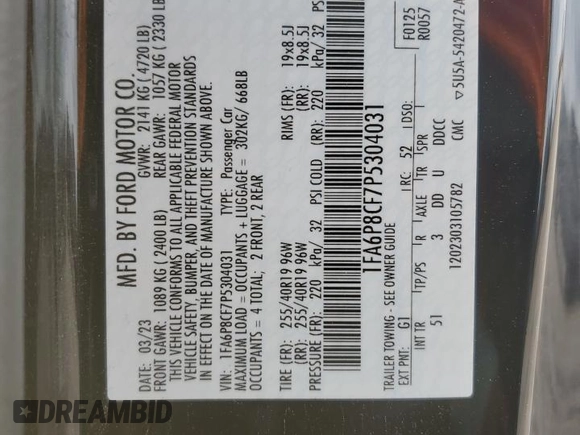 MFD. BY FORD MOTOR CO.
DATE: 03/23 GVWR: 2141 KG ( 4720 LB)
FRONT GAWR: 1089 KG ( 2400 LB) REAR GAWR: 1057 KG ( 2330 LB)
THIS VEHICLE CONFORMS TO ALL APPLICABLE FEDERAL MOTOR
VEHICLE SAFETY, BUMPER, AND THEFT PREVENTION STANDARDS
IN EFFECT ON THE DATE OF MANUFACTURE SHOWN ABOVE.
VIN: 1FA6P8CF7P5304031 TYPE: Passenger Car
MAXIMUM LOAD = OCCUPANTS + LUGGAGE = 302KG/ 668LB
OCCUPANTS = 4 TOTAL; 2 FRONT, 2 REAR
TIRE (FR): 255/40R19 96W RIMS (FR): 19x8.5J
(RR): 255/40R19 96W (RR): 19x8.5J
PRESSURE (FR): 220 kPa/ 32 PSI COLD (RR): 220 kPa/ 32 PS
1FA6P8CF7P5304031
TRAILER TOWING - SEE OWNER GUIDE F0125
EXT PNT: G1 RC: 52 DSO: R0057
INT TR TP/PS R AXLE TR SPR
51 3 DD U DDCC
1202303105782 CMC ▽5U5A-5420472-A
DREAMBID